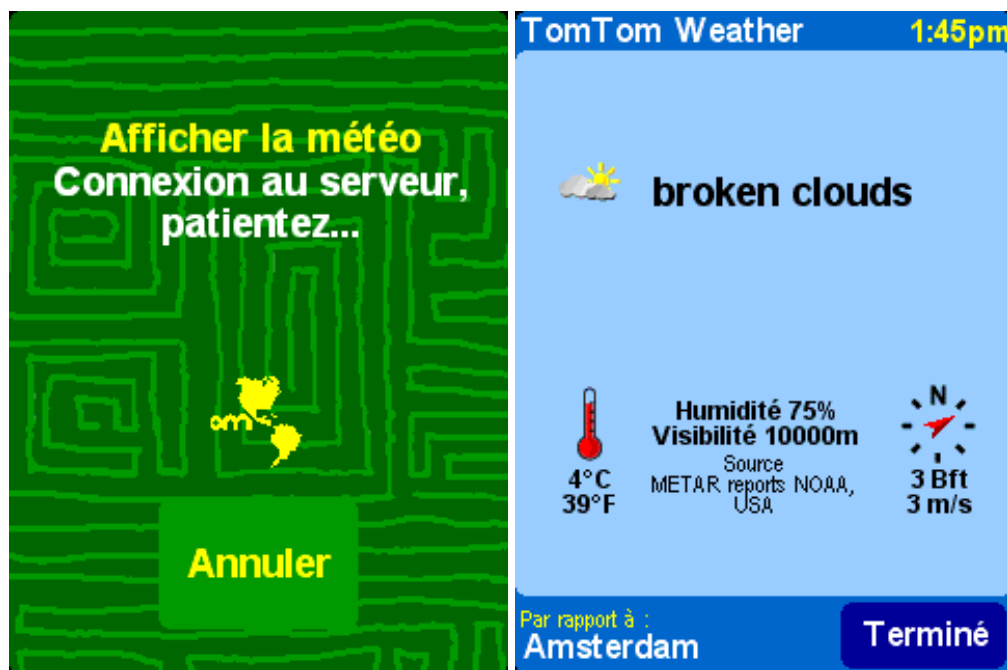 Afficher la météo
Connexion au serveur,
patientez...
Annuler
TomTom Weather 1:45pm
broken clouds
N
Humidité 75%
Visibilité 10000m
Source
METAR reports NOAA,
USA
4°C
39°F
3 Bft
3 m/s
Par rapport à :
Amsterdam
Terminé